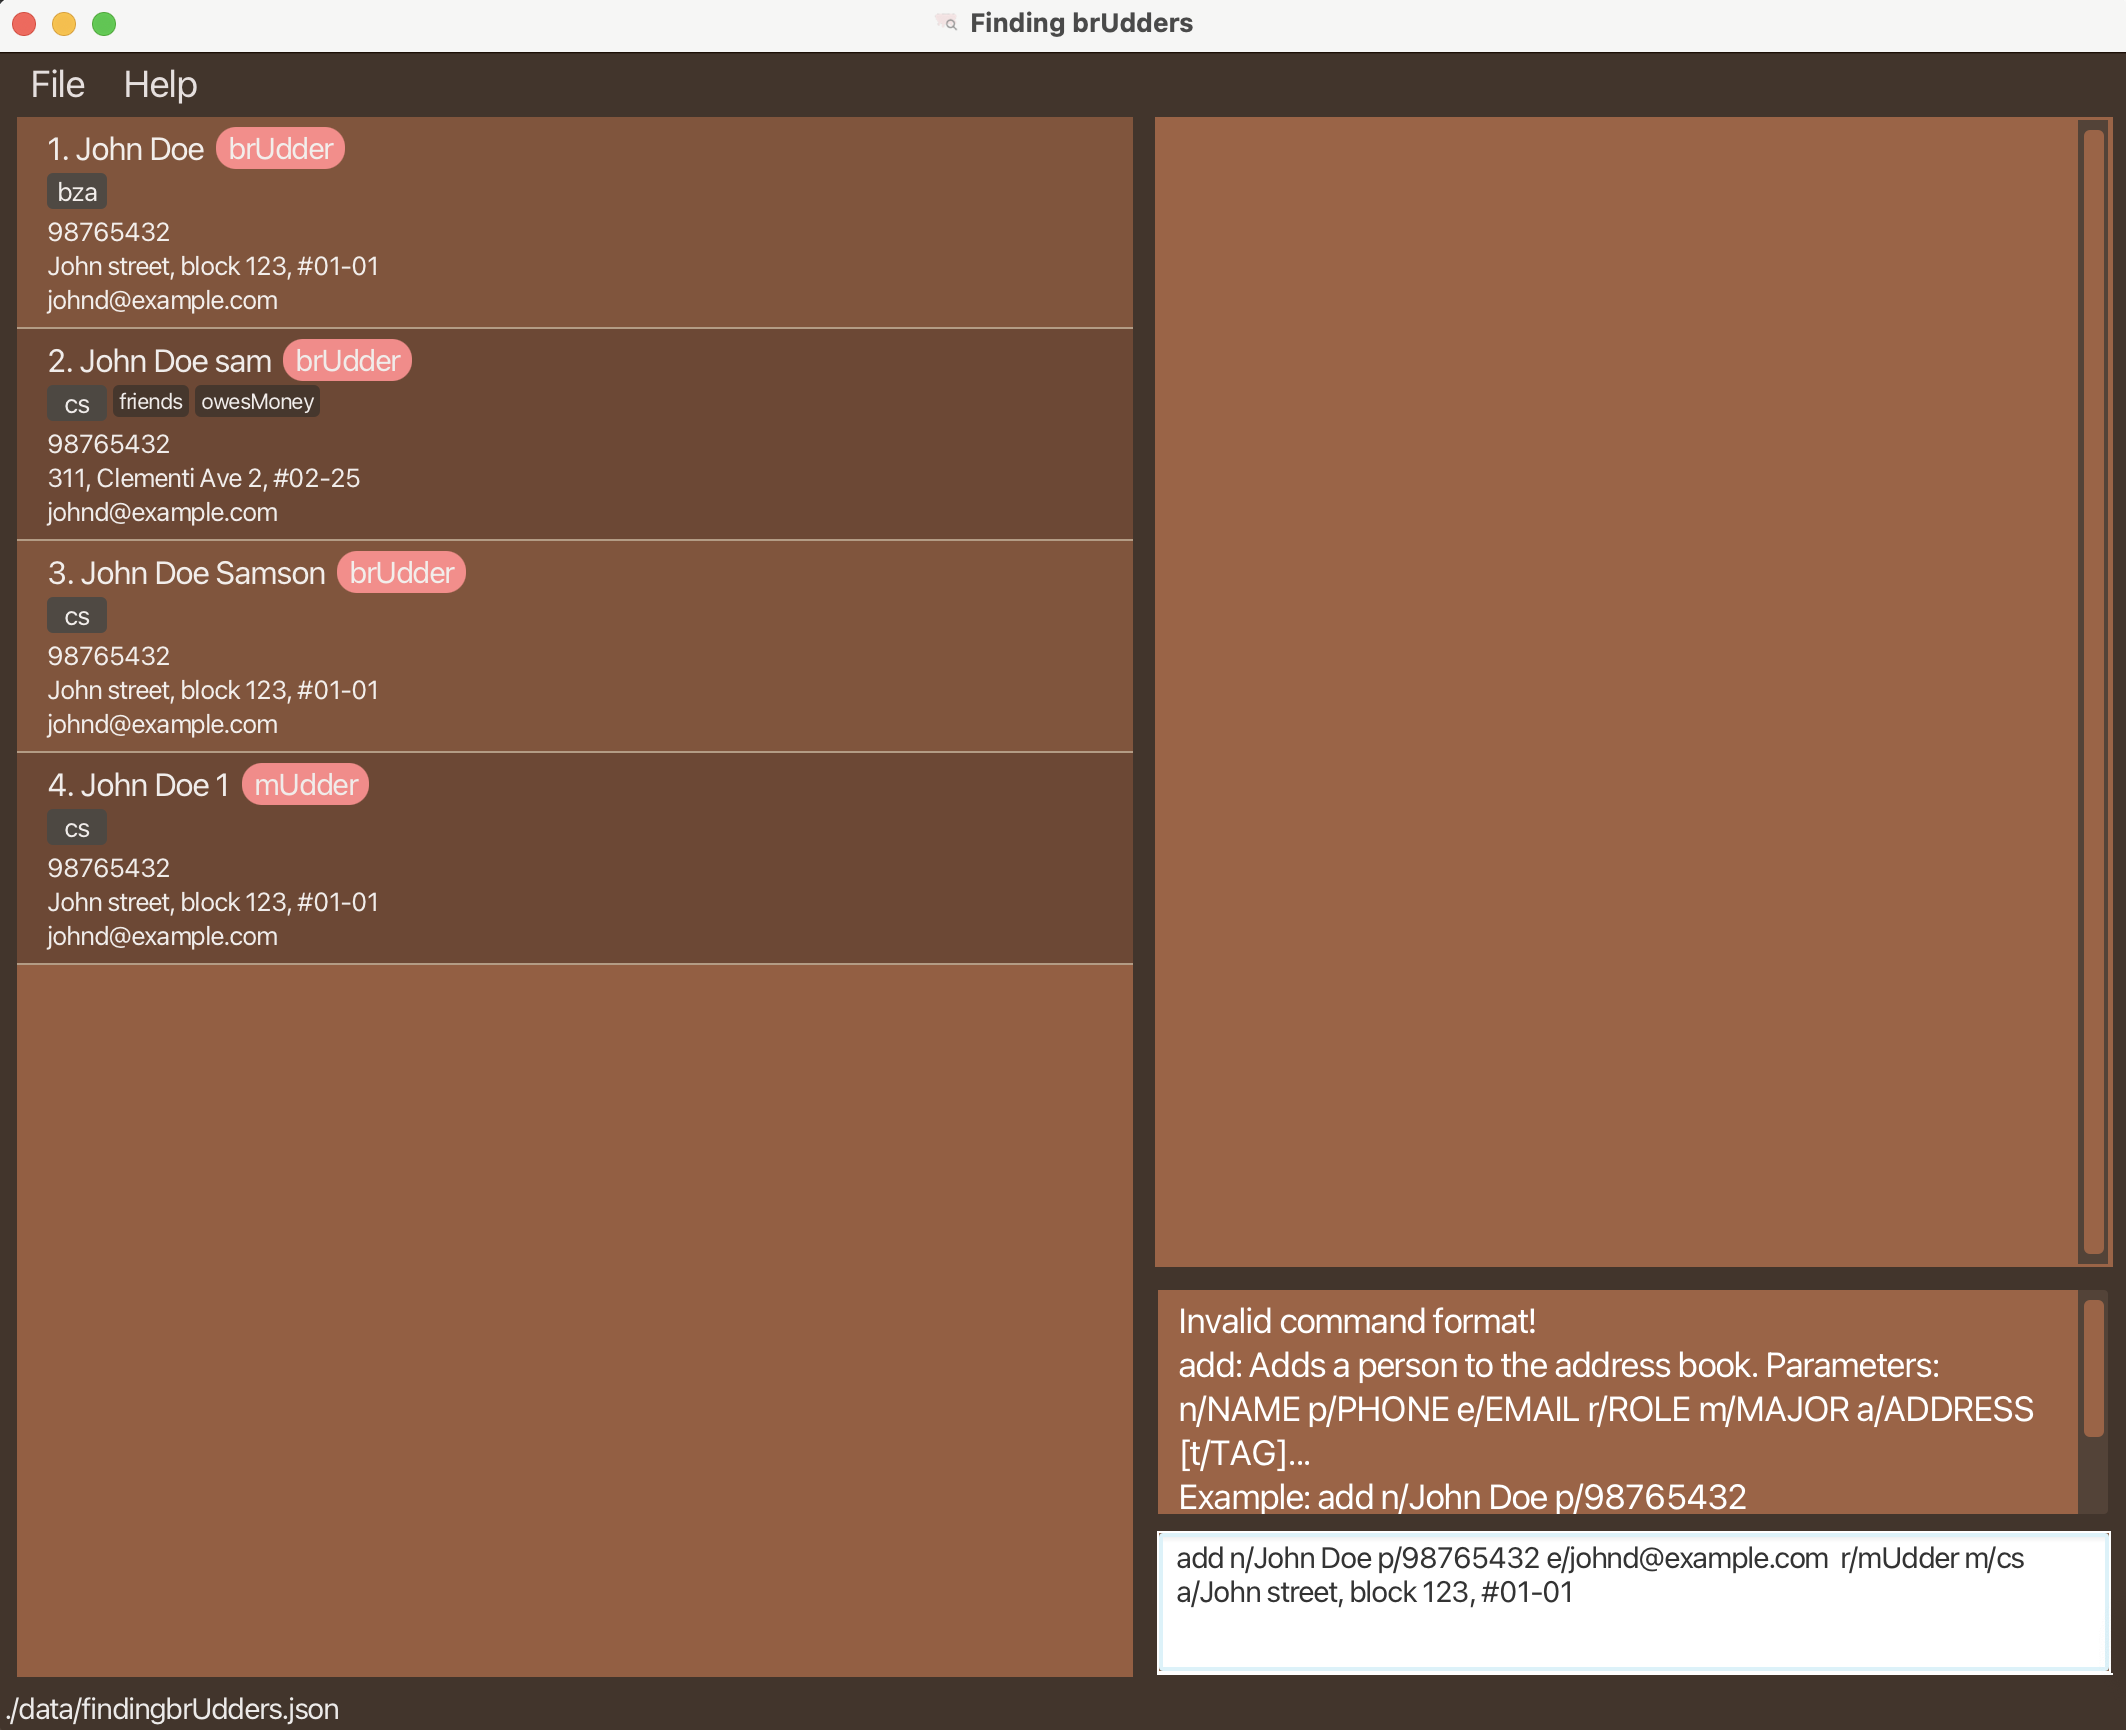 Finding brUdders
File Help
1. John Doe brUdder
bza
98765432
John street, block 123, #01-01
johnd@example.com
2. John Doe sam brUdder
cs friends owesMoney
98765432
311, Clementi Ave 2, #02-25
johnd@example.com
3. John Doe Samson brUdder
cs
98765432
John street, block 123, #01-01
johnd@example.com
4. John Doe 1 mUdder
cs
98765432
John street, block 123, #01-01
johnd@example.com
Invalid command format!
add: Adds a person to the address book. Parameters:
n/NAME p/PHONE e/EMAIL r/ROLE m/MAJOR a/ADDRESS
[t/TAG]...
Example: add n/John Doe p/98765432
add n/John Doe p/98765432 e/johnd@example.com  r/mUdder m/cs
a/John street, block 123, #01-01
./data/findingbrUdders.json